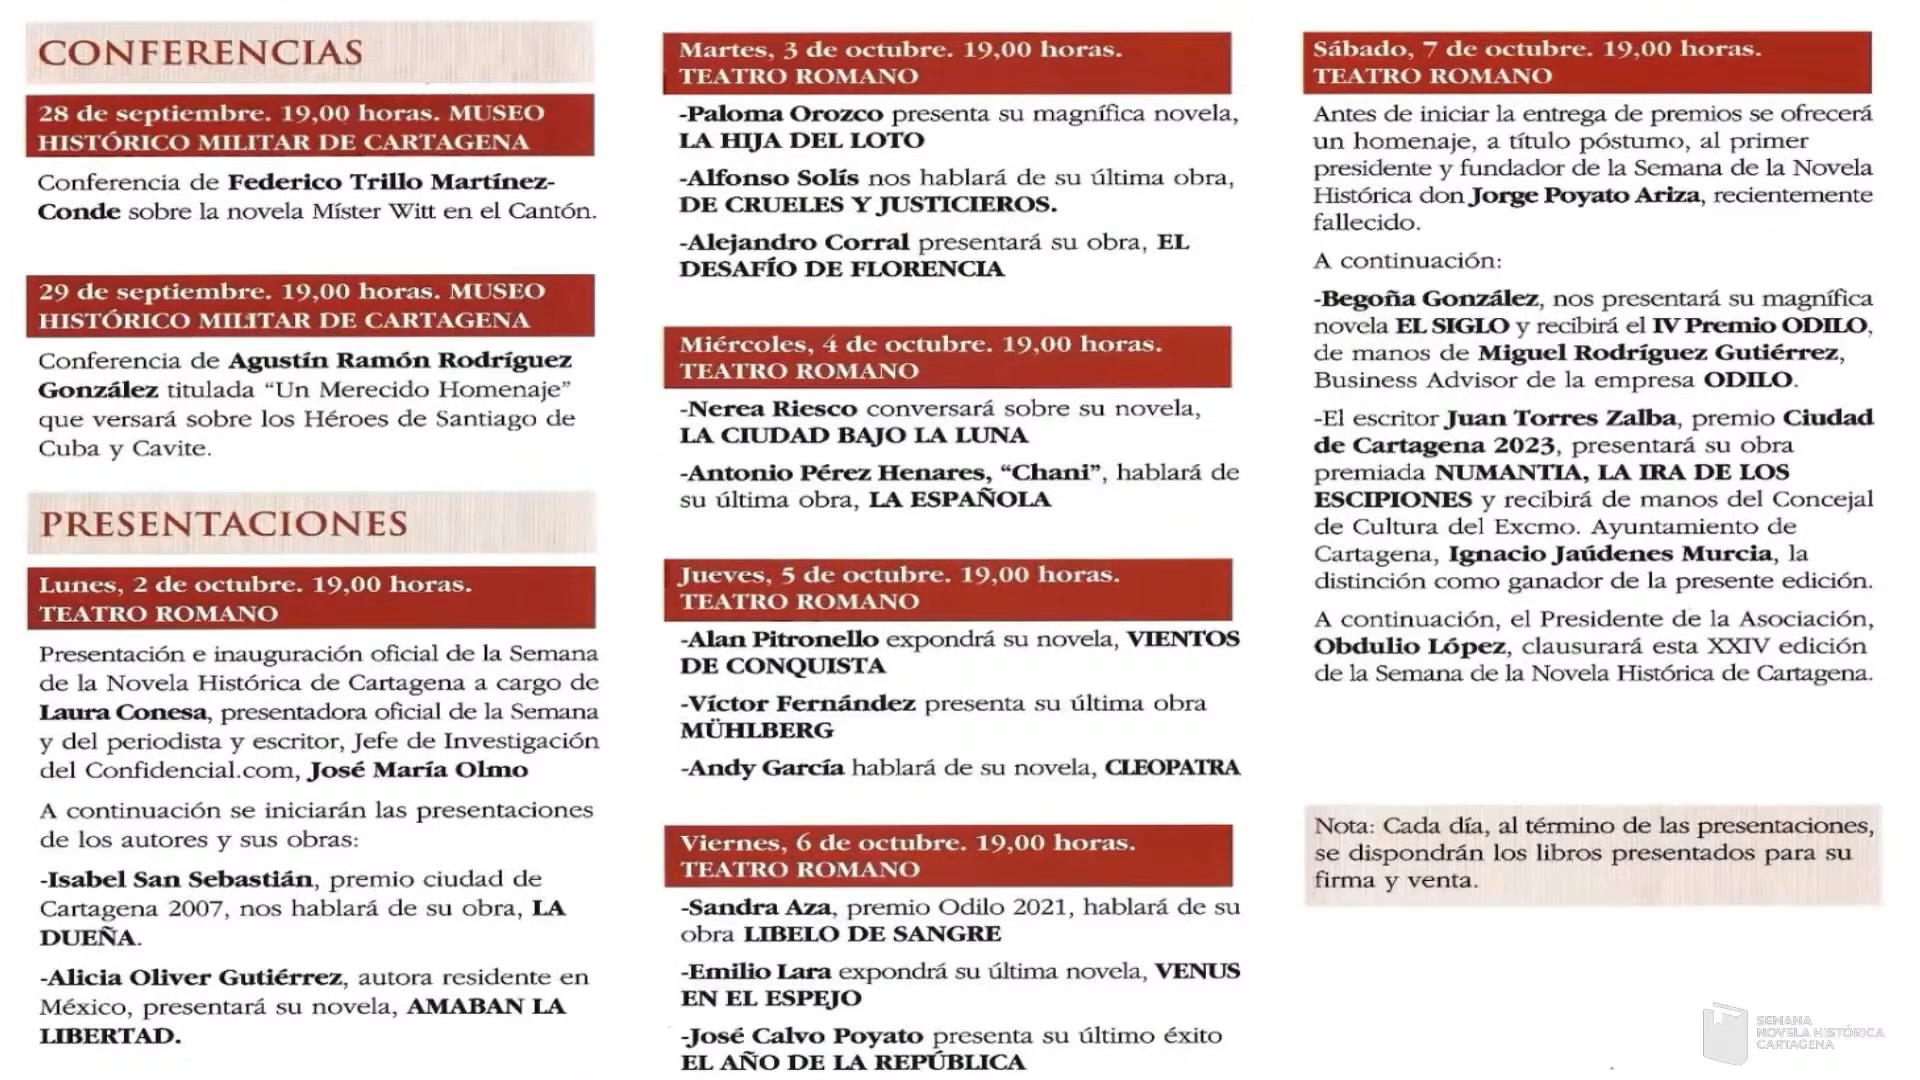 CONFERENCIAS
28 de septiembre. 19,00 horas. MUSEO
HISTÓRICO MILITAR DE CARTAGENA
Conferencia de Federico Trillo Martínez-
Conde sobre la novela Míster Witt en el Cantón.
29 de septiembre. 19,00 horas. MUSEO
HISTÓRICO MILITAR DE CARTAGENA
Conferencia de Agustín Ramón Rodríguez
González titulada “Un Merecido Homenaje”
que versará sobre los Héroes de Santiago de
Cuba y Cavite.
PRESENTACIONES
Lunes, 2 de octubre. 19,00 horas.
TEATRO ROMANO
Presentación e inauguración oficial de la Semana
de la Novela Histórica de Cartagena a cargo de
Laura Conesa, presentadora oficial de la Semana
y del periodista y escritor, Jefe de Investigación
del Confidencial.com, José María Olmo
A continuación se iniciarán las presentaciones
de los autores y sus obras:
-Isabel San Sebastián, premio ciudad de
Cartagena 2007, nos hablará de su obra, LA
DUEÑA.
-Alicia Oliver Gutiérrez, autora residente en
México, presentará su novela, AMABAN LA
LIBERTAD.
Martes, 3 de octubre. 19,00 horas.
TEATRO ROMANO
-Paloma Orozco presenta su magnífica novela,
LA HIJA DEL LOTO
-Alfonso Solís nos hablará de su última obra,
DE CRUELES Y JUSTICIEROS.
-Alejandro Corral presentará su obra, EL
DESAFÍO DE FLORENCIA
Miércoles, 4 de octubre. 19,00 horas.
TEATRO ROMANO
-Nerea Riesco conversará sobre su novela,
LA CIUDAD BAJO LA LUNA
-Antonio Pérez Henares, “Chani”, hablará de
su última obra, LA ESPAÑOLA
Jueves, 5 de octubre. 19,00 horas.
TEATRO ROMANO
-Alan Pitronello expondrá su novela, VIENTOS
DE CONQUISTA
-Víctor Fernández presenta su última obra
MÜHLBERG
-Andy García hablará de su novela, CLEOPATRA
Viernes, 6 de octubre. 19,00 horas.
TEATRO ROMANO
-Sandra Aza, premio Odilo 2021, hablará de su
obra LIBELO DE SANGRE
-Emilio Lara expondrá su última novela, VENUS
EN EL ESPEJO
-José Calvo Poyato presenta su último éxito
EL AÑO DE LA REPÚBLICA
Sábado, 7 de octubre. 19,00 horas.
TEATRO ROMANO
Antes de iniciar la entrega de premios se ofrecerá
un homenaje, a título póstumo, al primer
presidente y fundador de la Semana de la Novela
Histórica don Jorge Poyato Ariza, recientemente
fallecido.
A continuación:
-Begoña González, nos presentará su magnífica
novela EL SIGLO y recibirá el IV Premio ODILO,
de manos de Miguel Rodríguez Gutiérrez,
Business Advisor de la empresa ODILO.
-El escritor Juan Torres Zalba, premio Ciudad
de Cartagena 2023, presentará su obra
premiada NUMANTIA, LA IRA DE LOS
ESCIPIONES y recibirá de manos del Concejal
de Cultura del Excmo. Ayuntamiento de
Cartagena, Ignacio Jaúdenes Murcia, la
distinción como ganador de la presente edición.
A continuación, el Presidente de la Asociación,
Obdulio López, clausurará esta XXIV edición
de la Semana de la Novela Histórica de Cartagena.
Nota: Cada día, al término de las presentaciones,
se dispondrán los libros presentados para su
firma y venta.
SEMANA
NOVELA HISTÓRICA
CARTAGENA